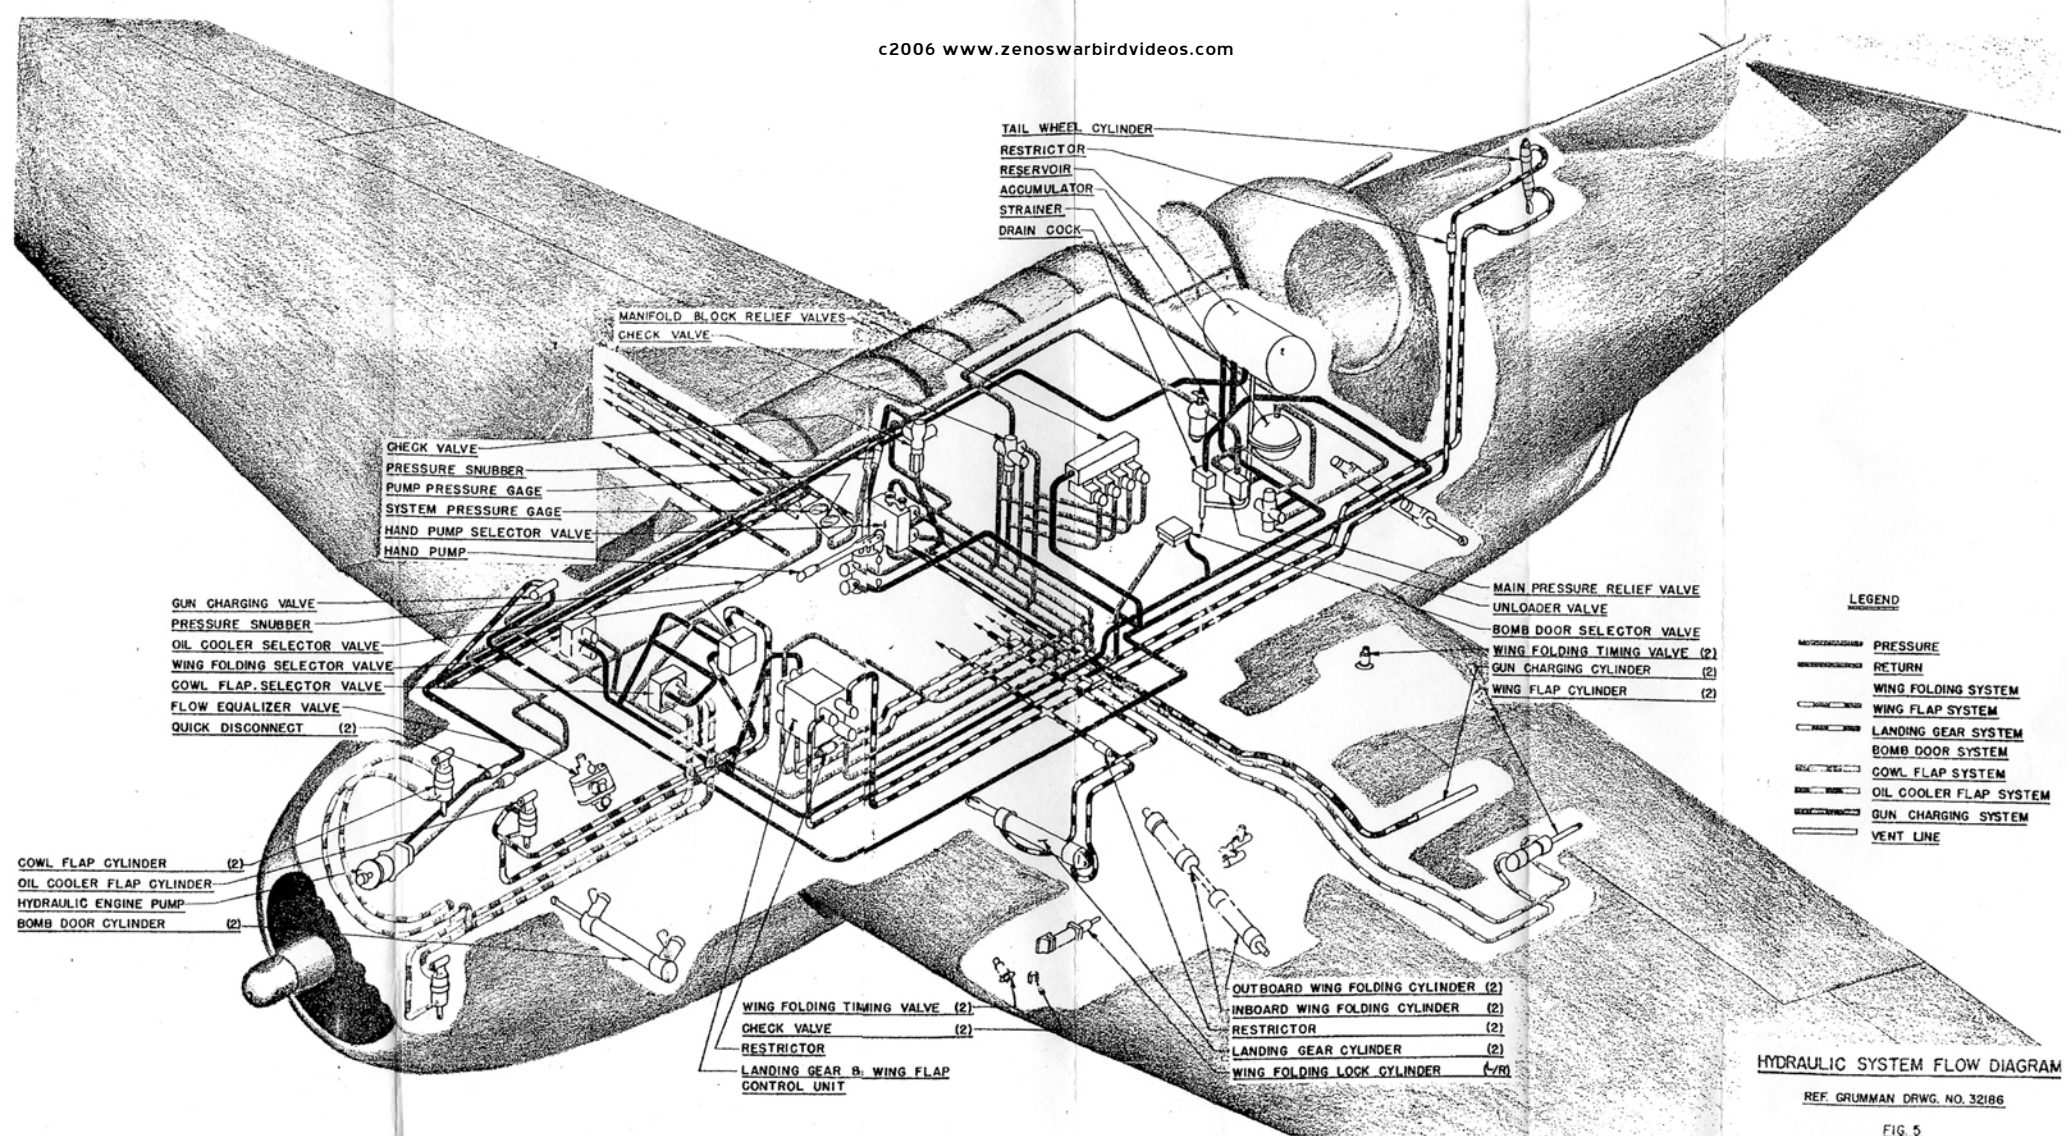 c2006 www.zenoswarbirdvideos.com
TAIL WHEEL CYLINDER
RESTRICTOR
RESERVOIR
ACCUMULATOR
STRAINER
DRAIN COCK
MANIFOLD BLOCK RELIEF VALVES
CHECK VALVE
CHECK VALVE
PRESSURE SNUBBER
PUMP PRESSURE GAGE
SYSTEM PRESSURE GAGE
HAND PUMP SELECTOR VALVE
HAND PUMP
GUN CHARGING VALVE
PRESSURE SNUBBER
OIL COOLER SELECTOR VALVE
WING FOLDING SELECTOR VALVE
COWL FLAP. SELECTOR VALVE
FLOW EQUALIZER VALVE
QUICK DISCONNECT (2)
COWL FLAP CYLINDER (2)
OIL COOLER FLAP CYLINDER
HYDRAULIC ENGINE PUMP
BOMB DOOR CYLINDER (2)
WING FOLDING TIMING VALVE (2)
CHECK VALVE (2)
RESTRICTOR
LANDING GEAR & WING FLAP
CONTROL UNIT
MAIN PRESSURE RELIEF VALVE
UNLOADER VALVE
BOMB DOOR SELECTOR VALVE
WING FOLDING TIMING VALVE (2)
GUN CHARGING CYLINDER (2)
WING FLAP CYLINDER (2)
OUTBOARD WING FOLDING CYLINDER (2)
INBOARD WING FOLDING CYLINDER (2)
RESTRICTOR (2)
LANDING GEAR CYLINDER (2)
WING FOLDING LOCK CYLINDER (L/R)
LEGEND
PRESSURE
RETURN
WING FOLDING SYSTEM
WING FLAP SYSTEM
LANDING GEAR SYSTEM
BOMB DOOR SYSTEM
COWL FLAP SYSTEM
OIL COOLER FLAP SYSTEM
GUN CHARGING SYSTEM
VENT LINE
HYDRAULIC SYSTEM FLOW DIAGRAM
REF. GRUMMAN DRWG. NO. 32186
FIG. 5